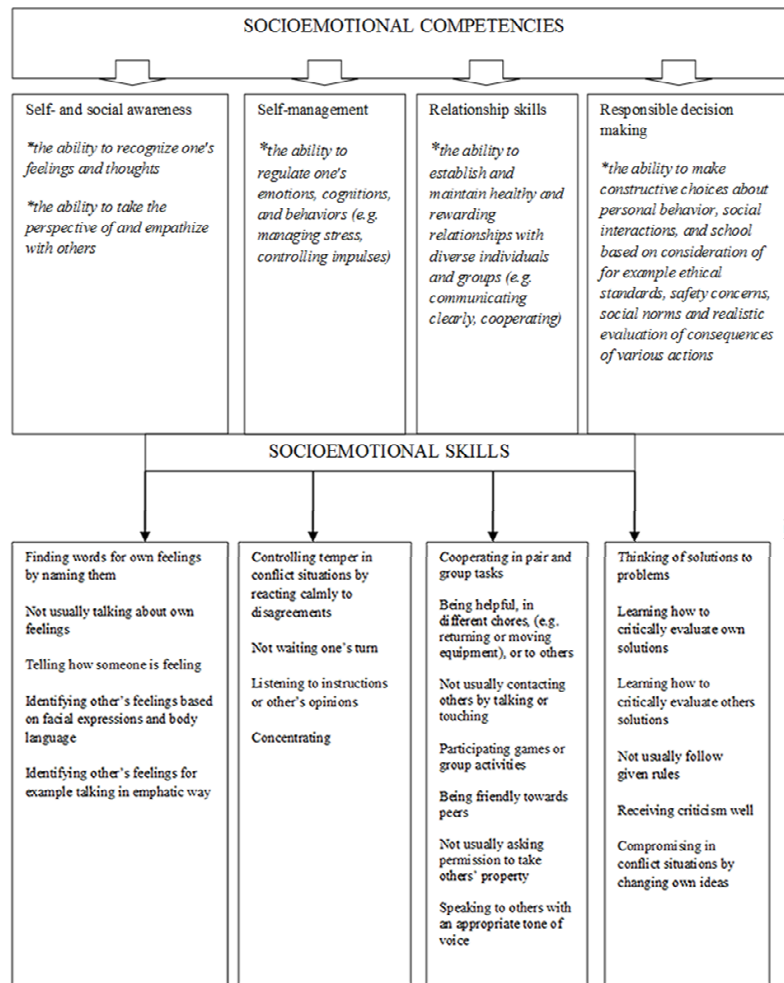 SOCIOEMOTIONAL COMPETENCIES
Self- and social awareness
*the ability to recognize one's
feelings and thoughts
*the ability to take the
perspective of and empathize
with others
Self-management
*the ability to
regulate one's
emotions, cognitions,
and behaviors (e.g.
managing stress,
controlling impulses)
Relationship skills
*the ability to
establish and
maintain healthy and
rewarding
relationships with
diverse individuals
and groups (e.g.
communicating
clearly, cooperating)
Responsible decision
making
*the ability to make
constructive choices about
personal behavior, social
interactions, and school
based on consideration of
for example ethical
standards, safety concerns,
social norms and realistic
evaluation of consequences
of various actions
SOCIOEMOTIONAL SKILLS
Finding words for own feelings
by naming them
Not usually talking about own
feelings
Telling how someone is feeling
Identifying other's feelings based
on facial expressions and body
language
Identifying other's feelings for
example talking in emphatic way
Controlling temper in
conflict situations by
reacting calmly to
disagreements
Not waiting one's turn
Listening to instructions
or other's opinions
Concentrating
Cooperating in pair and
group tasks
Being helpful, in
different chores, (e.g.
returning or moving
equipment), or to others
Not usually contacting
others by talking or
touching
Participating games or
group activities
Being friendly towards
peers
Not usually asking
permission to take
others' property
Speaking to others with
an appropriate tone of
voice
Thinking of solutions to
problems
Learning how to
critically evaluate own
solutions
Learning how to
critically evaluate others
solutions
Not usually follow
given rules
Receiving criticism well
Compromising in
conflict situations by
changing own ideas